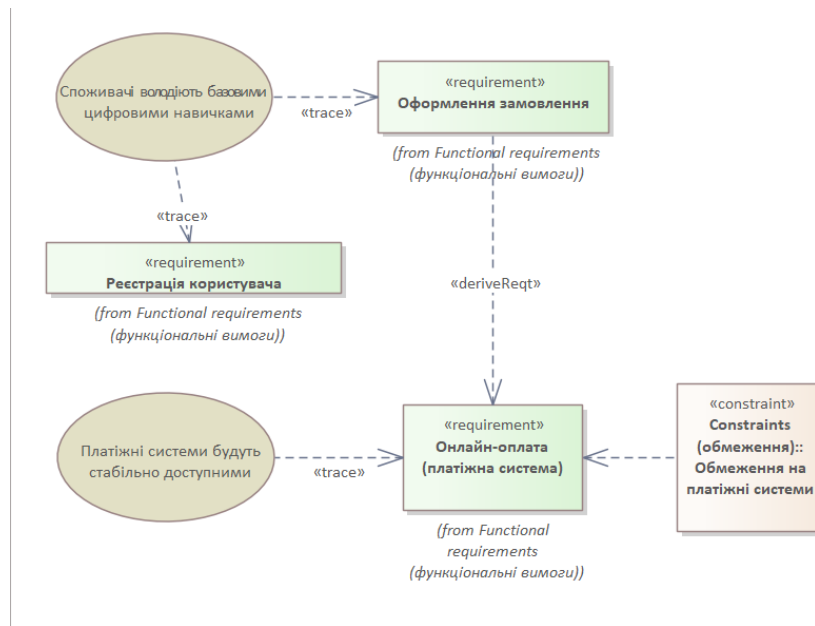 Споживачі володіють базовими
цифровими навичками
«trace»
«requirement»
Оформлення замовлення
(from Functional requirements
(функціональні вимоги))
«trace»
«requirement»
Реєстрація користувача
(from Functional requirements
(функціональні вимоги))
«deriveReqt»
Платіжні системи будуть
стабільно доступними
«trace»
«requirement»
Онлайн-оплата
(платіжна система)
(from Functional
requirements
(функціональні вимоги))
«constraint»
Constraints
(обмеження)::
Обмеження на
платіжні системи